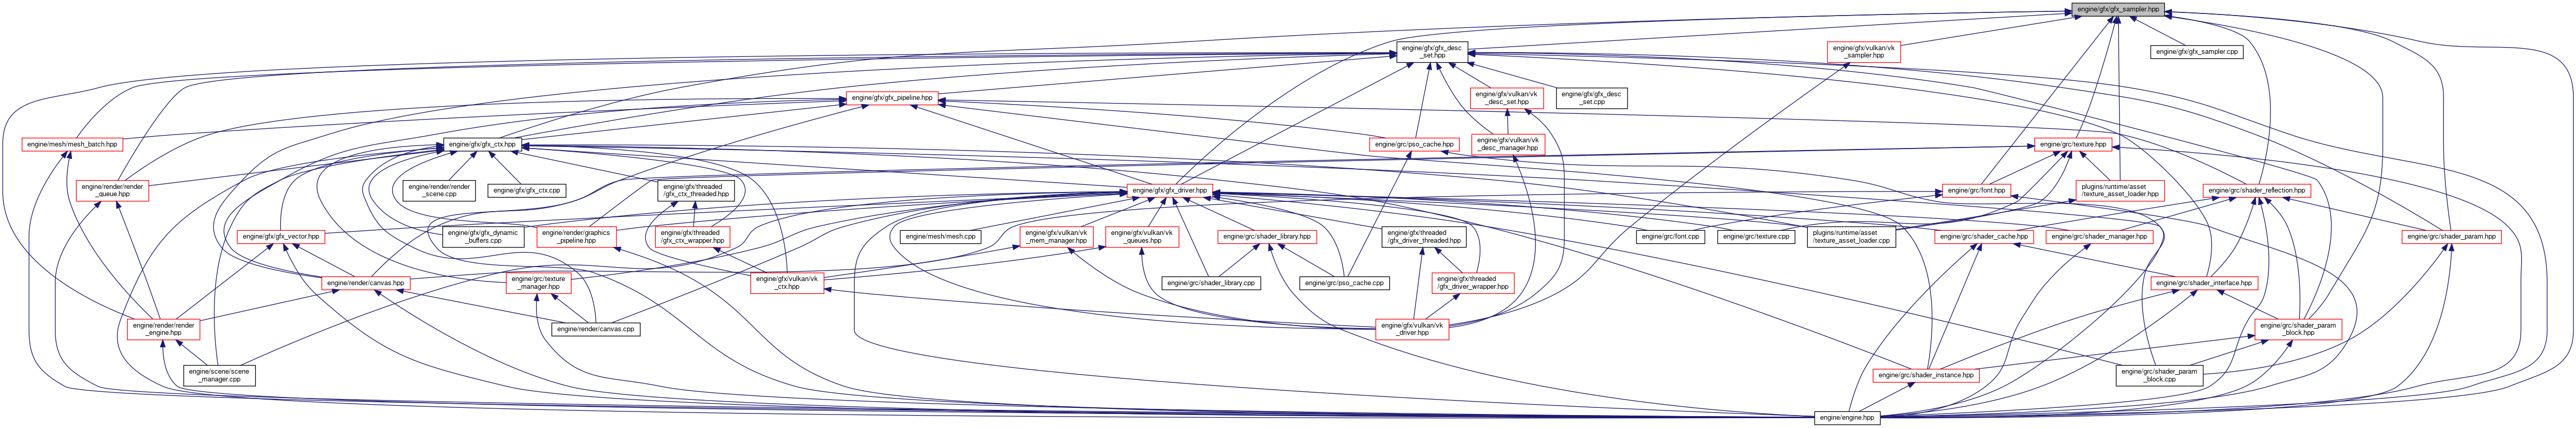 engine/gfx/gfx_sampler.hpp
engine/gfx/gfx_desc
_set.hpp
engine/gfx/vulkan/vk
_sampler.hpp
engine/gfx/gfx_sampler.cpp
engine/gfx/gfx_pipeline.hpp
engine/gfx/vulkan/vk
_desc_set.hpp
engine/gfx/gfx_desc
_set.cpp
engine/mesh/mesh_batch.hpp
engine/gfx/gfx_ctx.hpp
engine/grc/pso_cache.hpp
engine/gfx/vulkan/vk
_desc_manager.hpp
engine/grc/texture.hpp
engine/render/render
_queue.hpp
engine/render/render
_scene.cpp
engine/gfx/gfx_ctx.cpp
engine/gfx/threaded
/gfx_ctx_threaded.hpp
engine/gfx/gfx_driver.hpp
engine/grc/font.hpp
plugins/runtime/asset
/texture_asset_loader.hpp
engine/grc/shader_reflection.hpp
engine/gfx/gfx_vector.hpp
engine/gfx/gfx_dynamic
_buffers.cpp
engine/render/graphics
_pipeline.hpp
engine/gfx/threaded
/gfx_ctx_wrapper.hpp
engine/mesh/mesh.cpp
engine/gfx/vulkan/vk
_mem_manager.hpp
engine/gfx/vulkan/vk
_queues.hpp
engine/grc/shader_library.hpp
engine/gfx/threaded
/gfx_driver_threaded.hpp
engine/grc/font.cpp
engine/grc/texture.cpp
plugins/runtime/asset
/texture_asset_loader.cpp
engine/grc/shader_cache.hpp
engine/grc/shader_manager.hpp
engine/grc/shader_param.hpp
engine/render/canvas.hpp
engine/grc/texture
_manager.hpp
engine/gfx/vulkan/vk
_ctx.hpp
engine/grc/shader_library.cpp
engine/grc/pso_cache.cpp
engine/gfx/threaded
/gfx_driver_wrapper.hpp
engine/grc/shader_interface.hpp
engine/render/render
_engine.hpp
engine/render/canvas.cpp
engine/gfx/vulkan/vk
_driver.hpp
engine/grc/shader_param
_block.hpp
engine/scene/scene
_manager.cpp
engine/grc/shader_instance.hpp
engine/grc/shader_param
_block.cpp
engine/engine.hpp